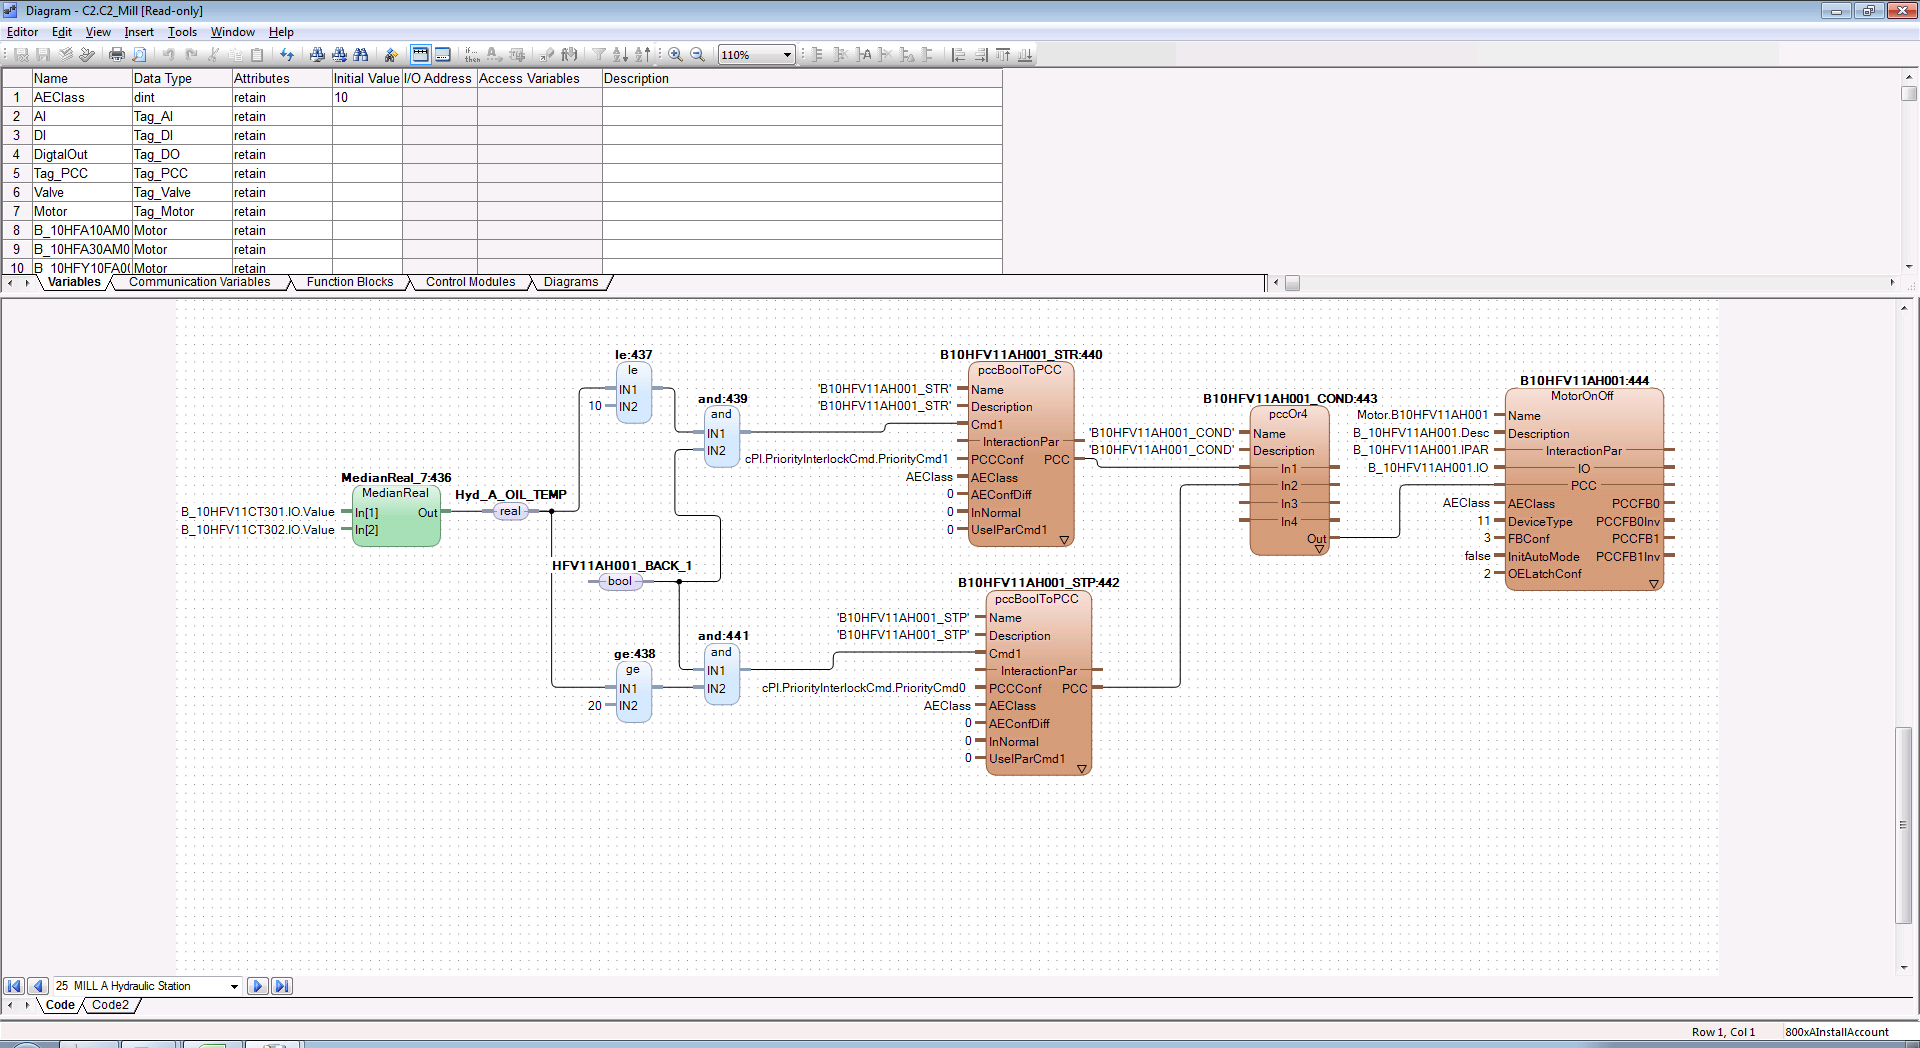 Diagram - C2.C2_Mill [Read-only]
Editor Edit View Insert Tools Window Help
if... then
110%
Name Data Type Attributes Initial Value I/O Address Access Variables Description
1 AEClass dint retain 10
2 AI Tag_AI retain
3 DI Tag_DI retain
4 DigtalOut Tag_DO retain
5 Tag_PCC Tag_PCC retain
6 Valve Tag_Valve retain
7 Motor Tag_Motor retain
8 B_10HFA10AM0 Motor retain
9 B_10HFA30AM0 Motor retain
10 B_10HFY10FA0 Motor retain
Variables Communication Variables Function Blocks Control Modules Diagrams
le:437
le
IN1
10 IN2
and:439
and
IN1
IN2
MedianReal_7:436
MedianReal
B_10HFV11CT301.IO.Value In[1] Out
B_10HFV11CT302.IO.Value In[2]
Hyd_A_OIL_TEMP
real
HFV11AH001_BACK_1
bool
ge:438
ge
IN1
20 IN2
and:441
and
IN1
IN2
B10HFV11AH001_STR:440
pccBoolToPCC
'B10HFV11AH001_STR' Name
'B10HFV11AH001_STR' Description
Cmd1
InteractionPar
cPI.PriorityInterlockCmd.PriorityCmd1 PCCConf PCC
AEClass AEClass
0 AEConfDiff
0 InNormal
0 UseIParCmd1
B10HFV11AH001_STP:442
pccBoolToPCC
'B10HFV11AH001_STP' Name
'B10HFV11AH001_STP' Description
Cmd1
InteractionPar
cPI.PriorityInterlockCmd.PriorityCmd0 PCCConf PCC
AEClass AEClass
0 AEConfDiff
0 InNormal
0 UseIParCmd1
B10HFV11AH001_COND:443
pccOr4
'B10HFV11AH001_COND' Name
'B10HFV11AH001_COND' Description
In1
In2
In3
In4
Out
B10HFV11AH001:444
MotorOnOff
Motor.B10HFV11AH001 Name
B_10HFV11AH001.Desc Description
B_10HFV11AH001.IPAR InteractionPar
B_10HFV11AH001.IO IO
PCC
AEClass AEClass PCCFB0
11 DeviceType PCCFB0Inv
3 FBConf PCCFB1
false InitAutoMode PCCFB1Inv
2 OELatchConf
25 MILL A Hydraulic Station
Code Code2
Row 1, Col 1 800xAInstallAccount